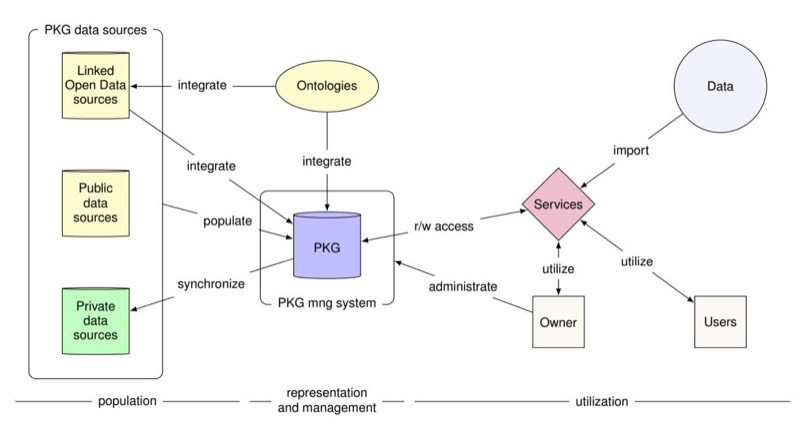 PKG data sources
Linked
Open Data
sources
integrate
Ontologies
Data
integrate
integrate
import
Public
data
sources
populate
PKG
r/w access
Services
synchronize
PKG mng system
administrate
utilize
utilize
Private
data
sources
Owner
Users
population
representation
and management
utilization